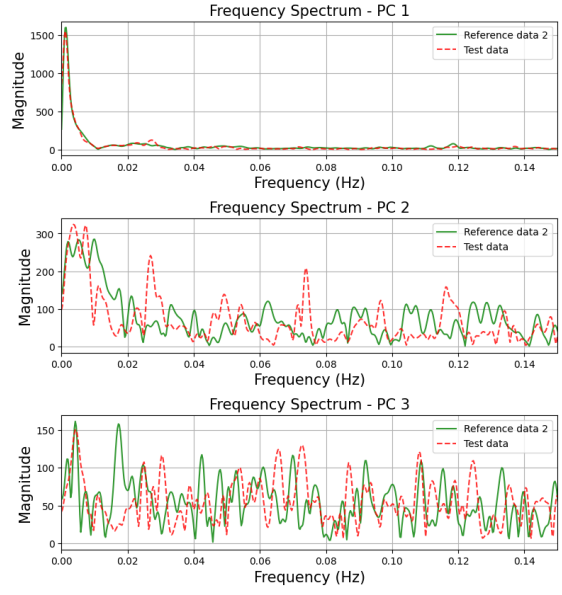 Frequency Spectrum - PC 1
Magnitude
1500
1000
500
0
Reference data 2
Test data
0.00 0.02 0.04 0.06 0.08 0.10 0.12 0.14
Frequency (Hz)
Frequency Spectrum - PC 2
Magnitude
300
200
100
0
Reference data 2
Test data
0.00 0.02 0.04 0.06 0.08 0.10 0.12 0.14
Frequency (Hz)
Frequency Spectrum - PC 3
Magnitude
150
100
50
0
Reference data 2
Test data
0.00 0.02 0.04 0.06 0.08 0.10 0.12 0.14
Frequency (Hz)